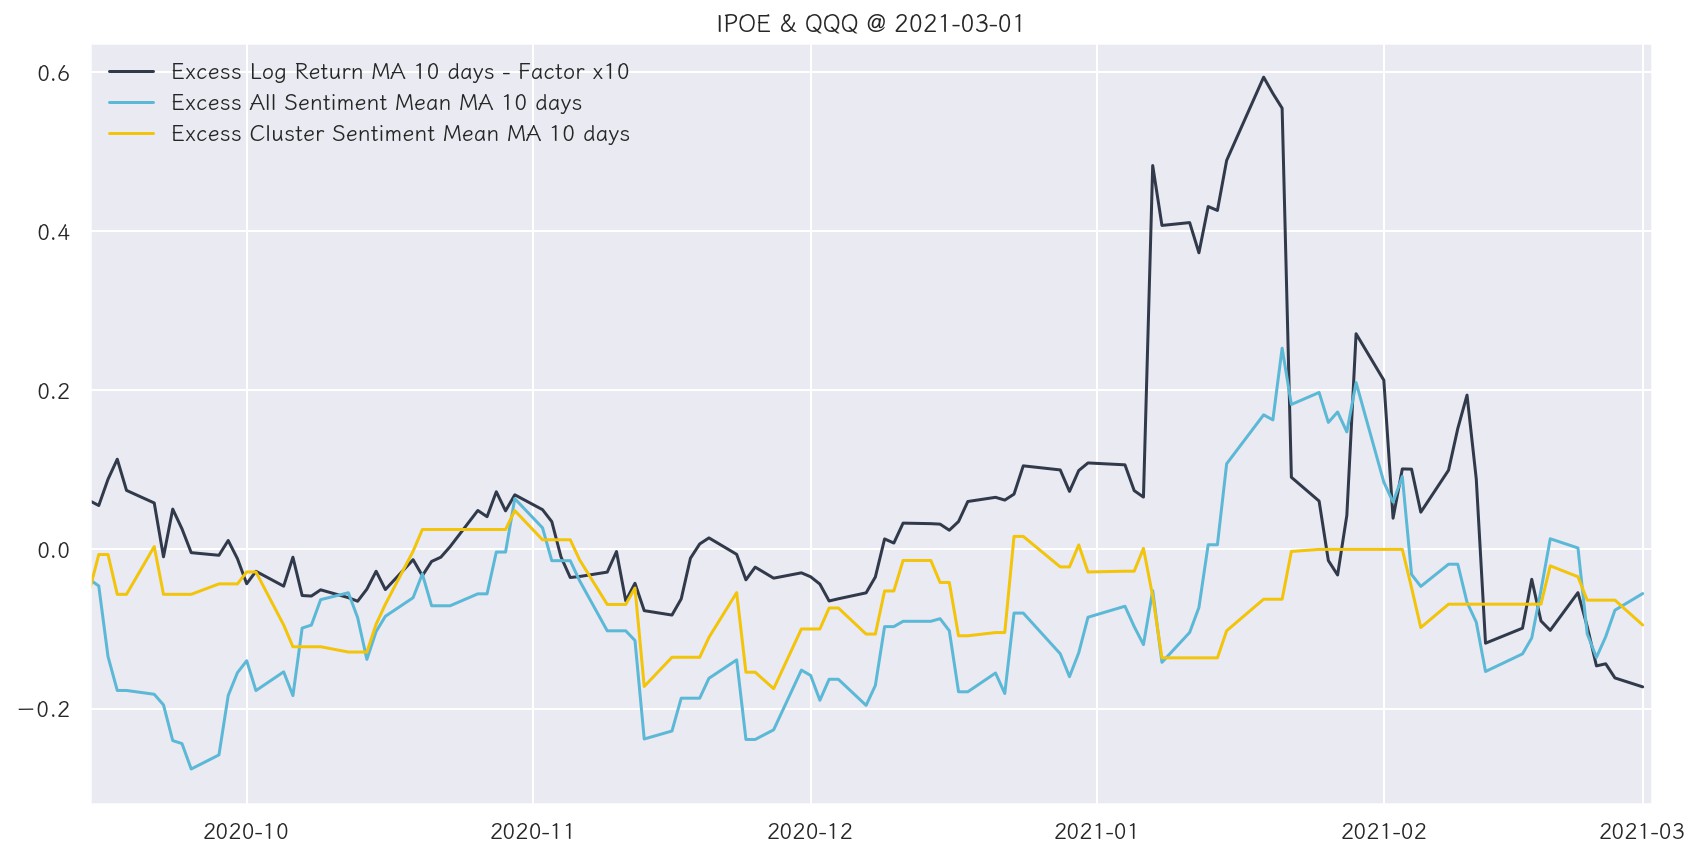 IPOE & QQQ @ 2021-03-01
Excess Log Return MA 10 days - Factor x10
Excess All Sentiment Mean MA 10 days
Excess Cluster Sentiment Mean MA 10 days
0.6
0.4
0.2
0.0
−0.2
2020-10 2020-11 2020-12 2021-01 2021-02 2021-03